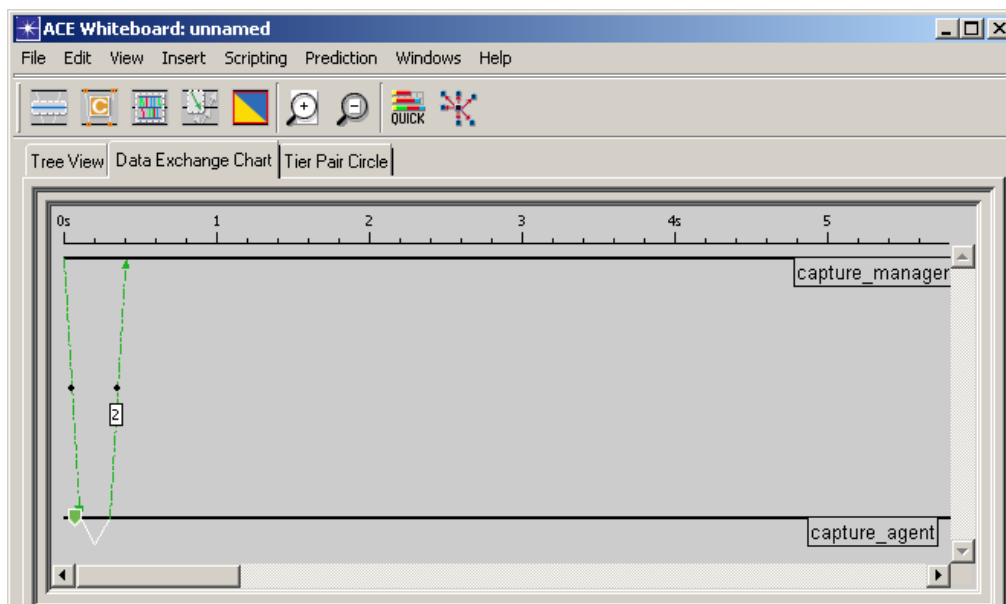 ACE Whiteboard: unnamed
File Edit View Insert Scripting Prediction Windows Help
C QUICK
Tree View Data Exchange Chart Tier Pair Circle
0s 1 2 3 4s 5
capture_manager
2
capture_agent